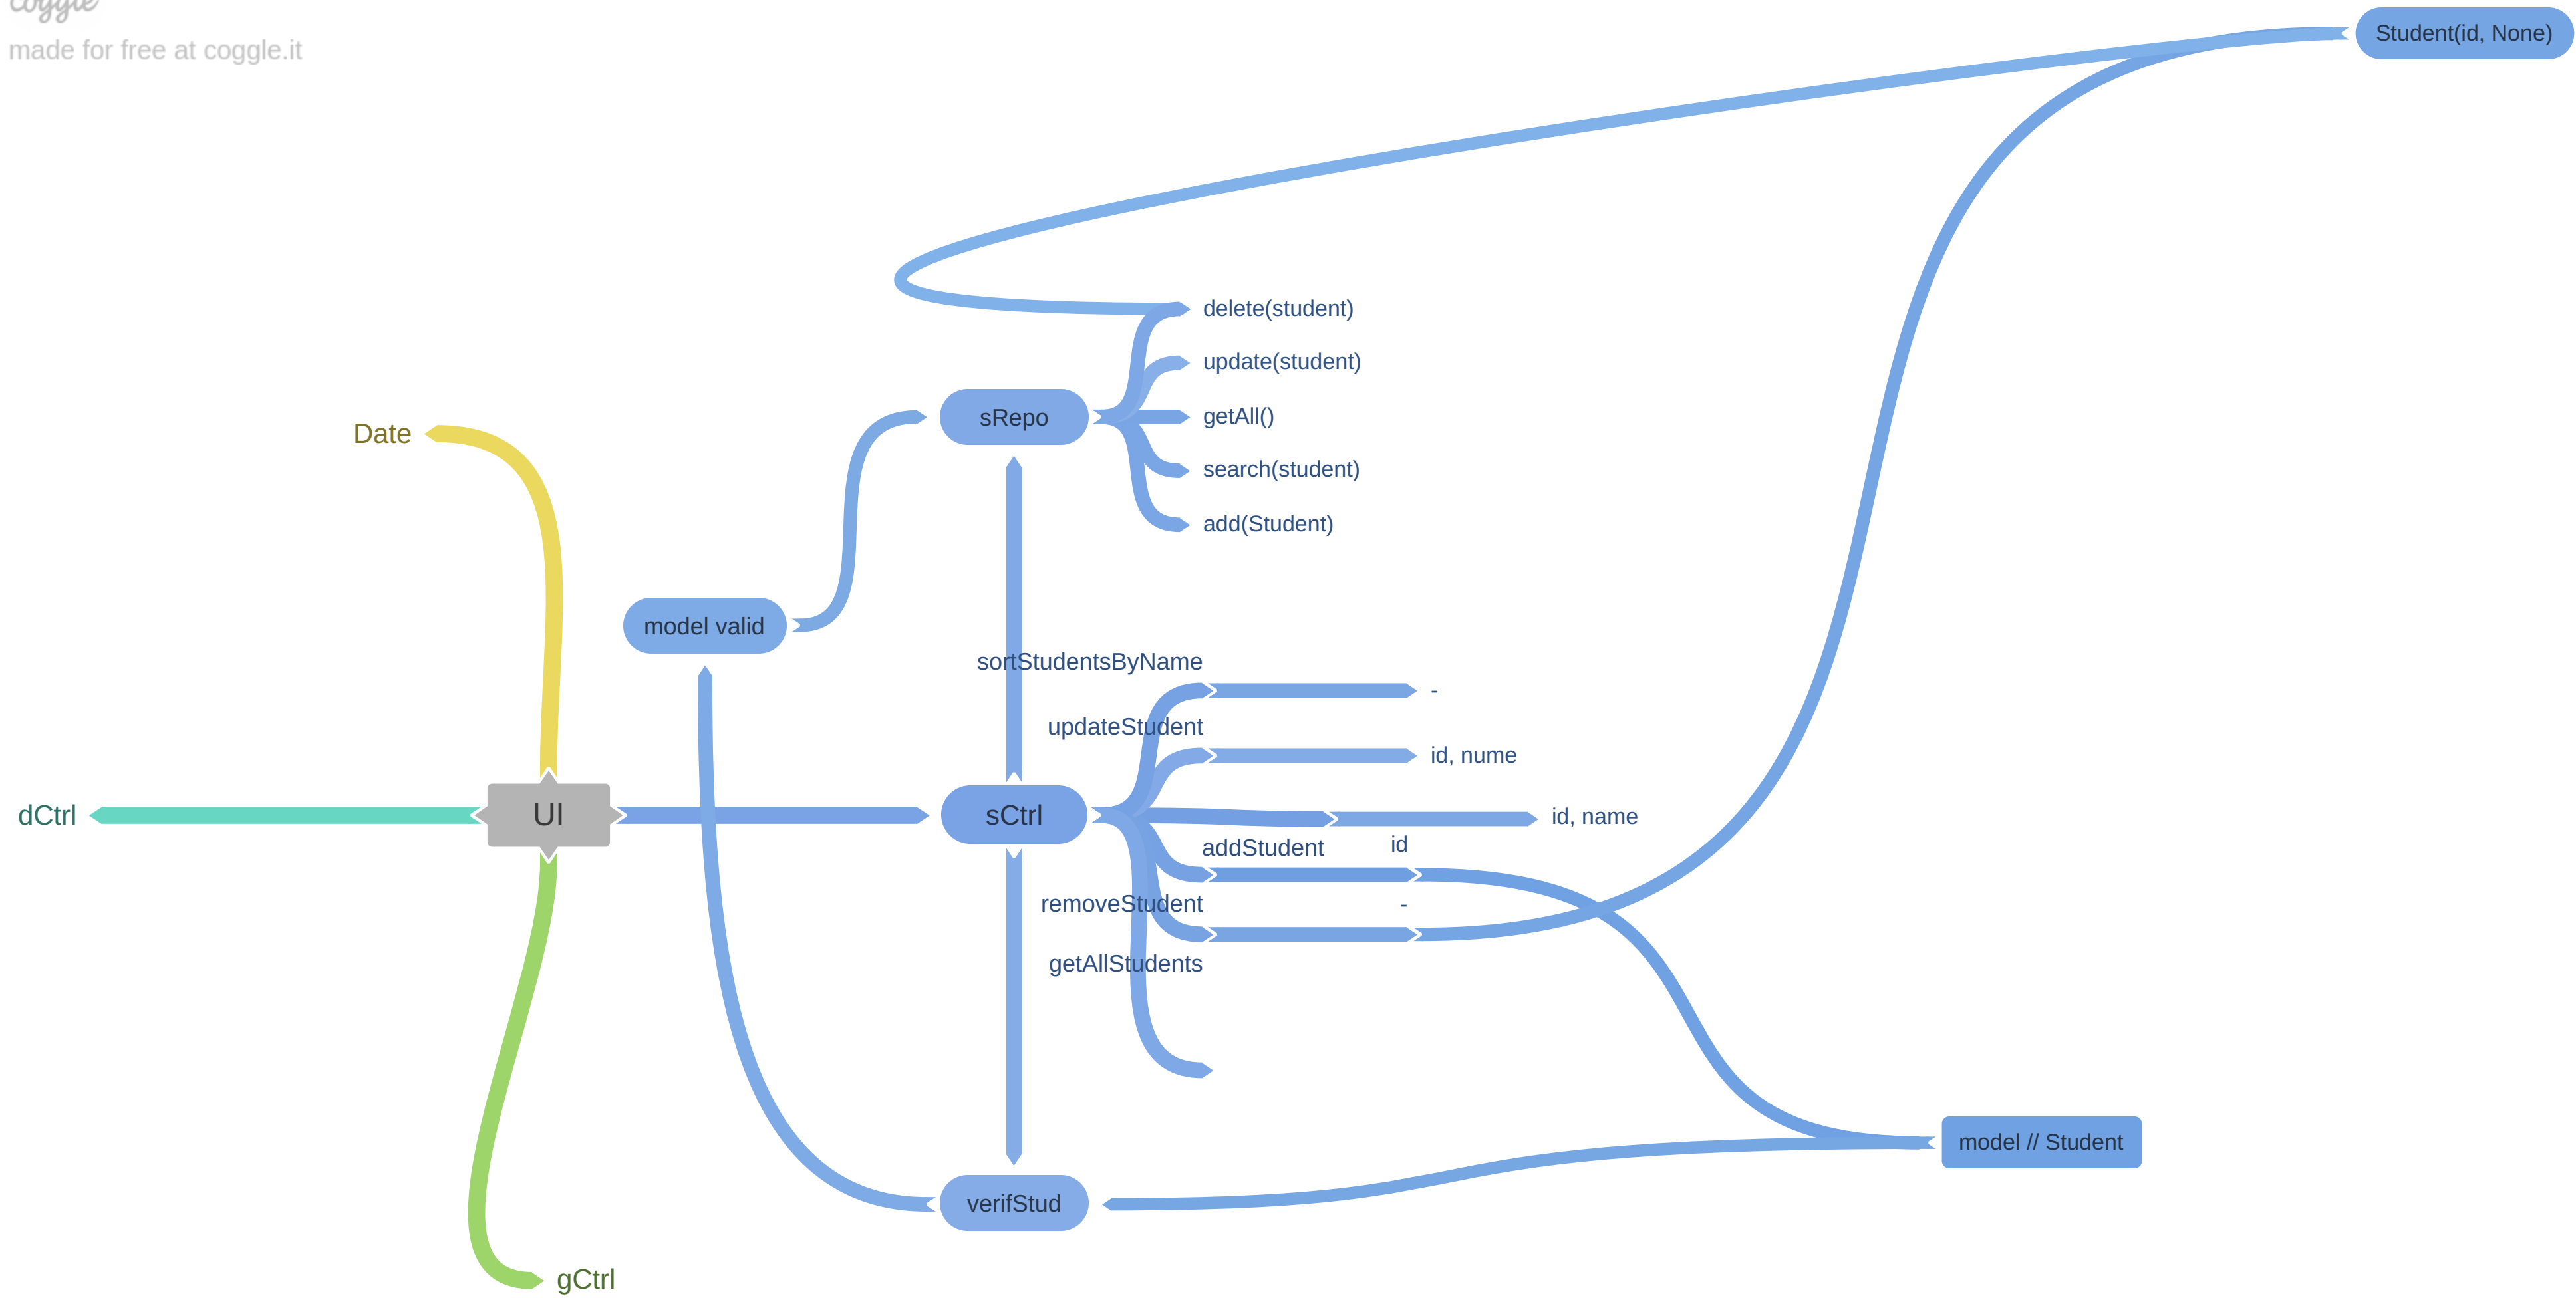 coggle
made for free at coggle.it
Student(id, None)
delete(student)
update(student)
sRepo
getAll()
Date
search(student)
add(Student)
model valid
sortStudentsByName
-
updateStudent
id, nume
dCtrl
UI
sCtrl
id, name
addStudent
id
removeStudent
-
getAllStudents
model // Student
verifStud
gCtrl